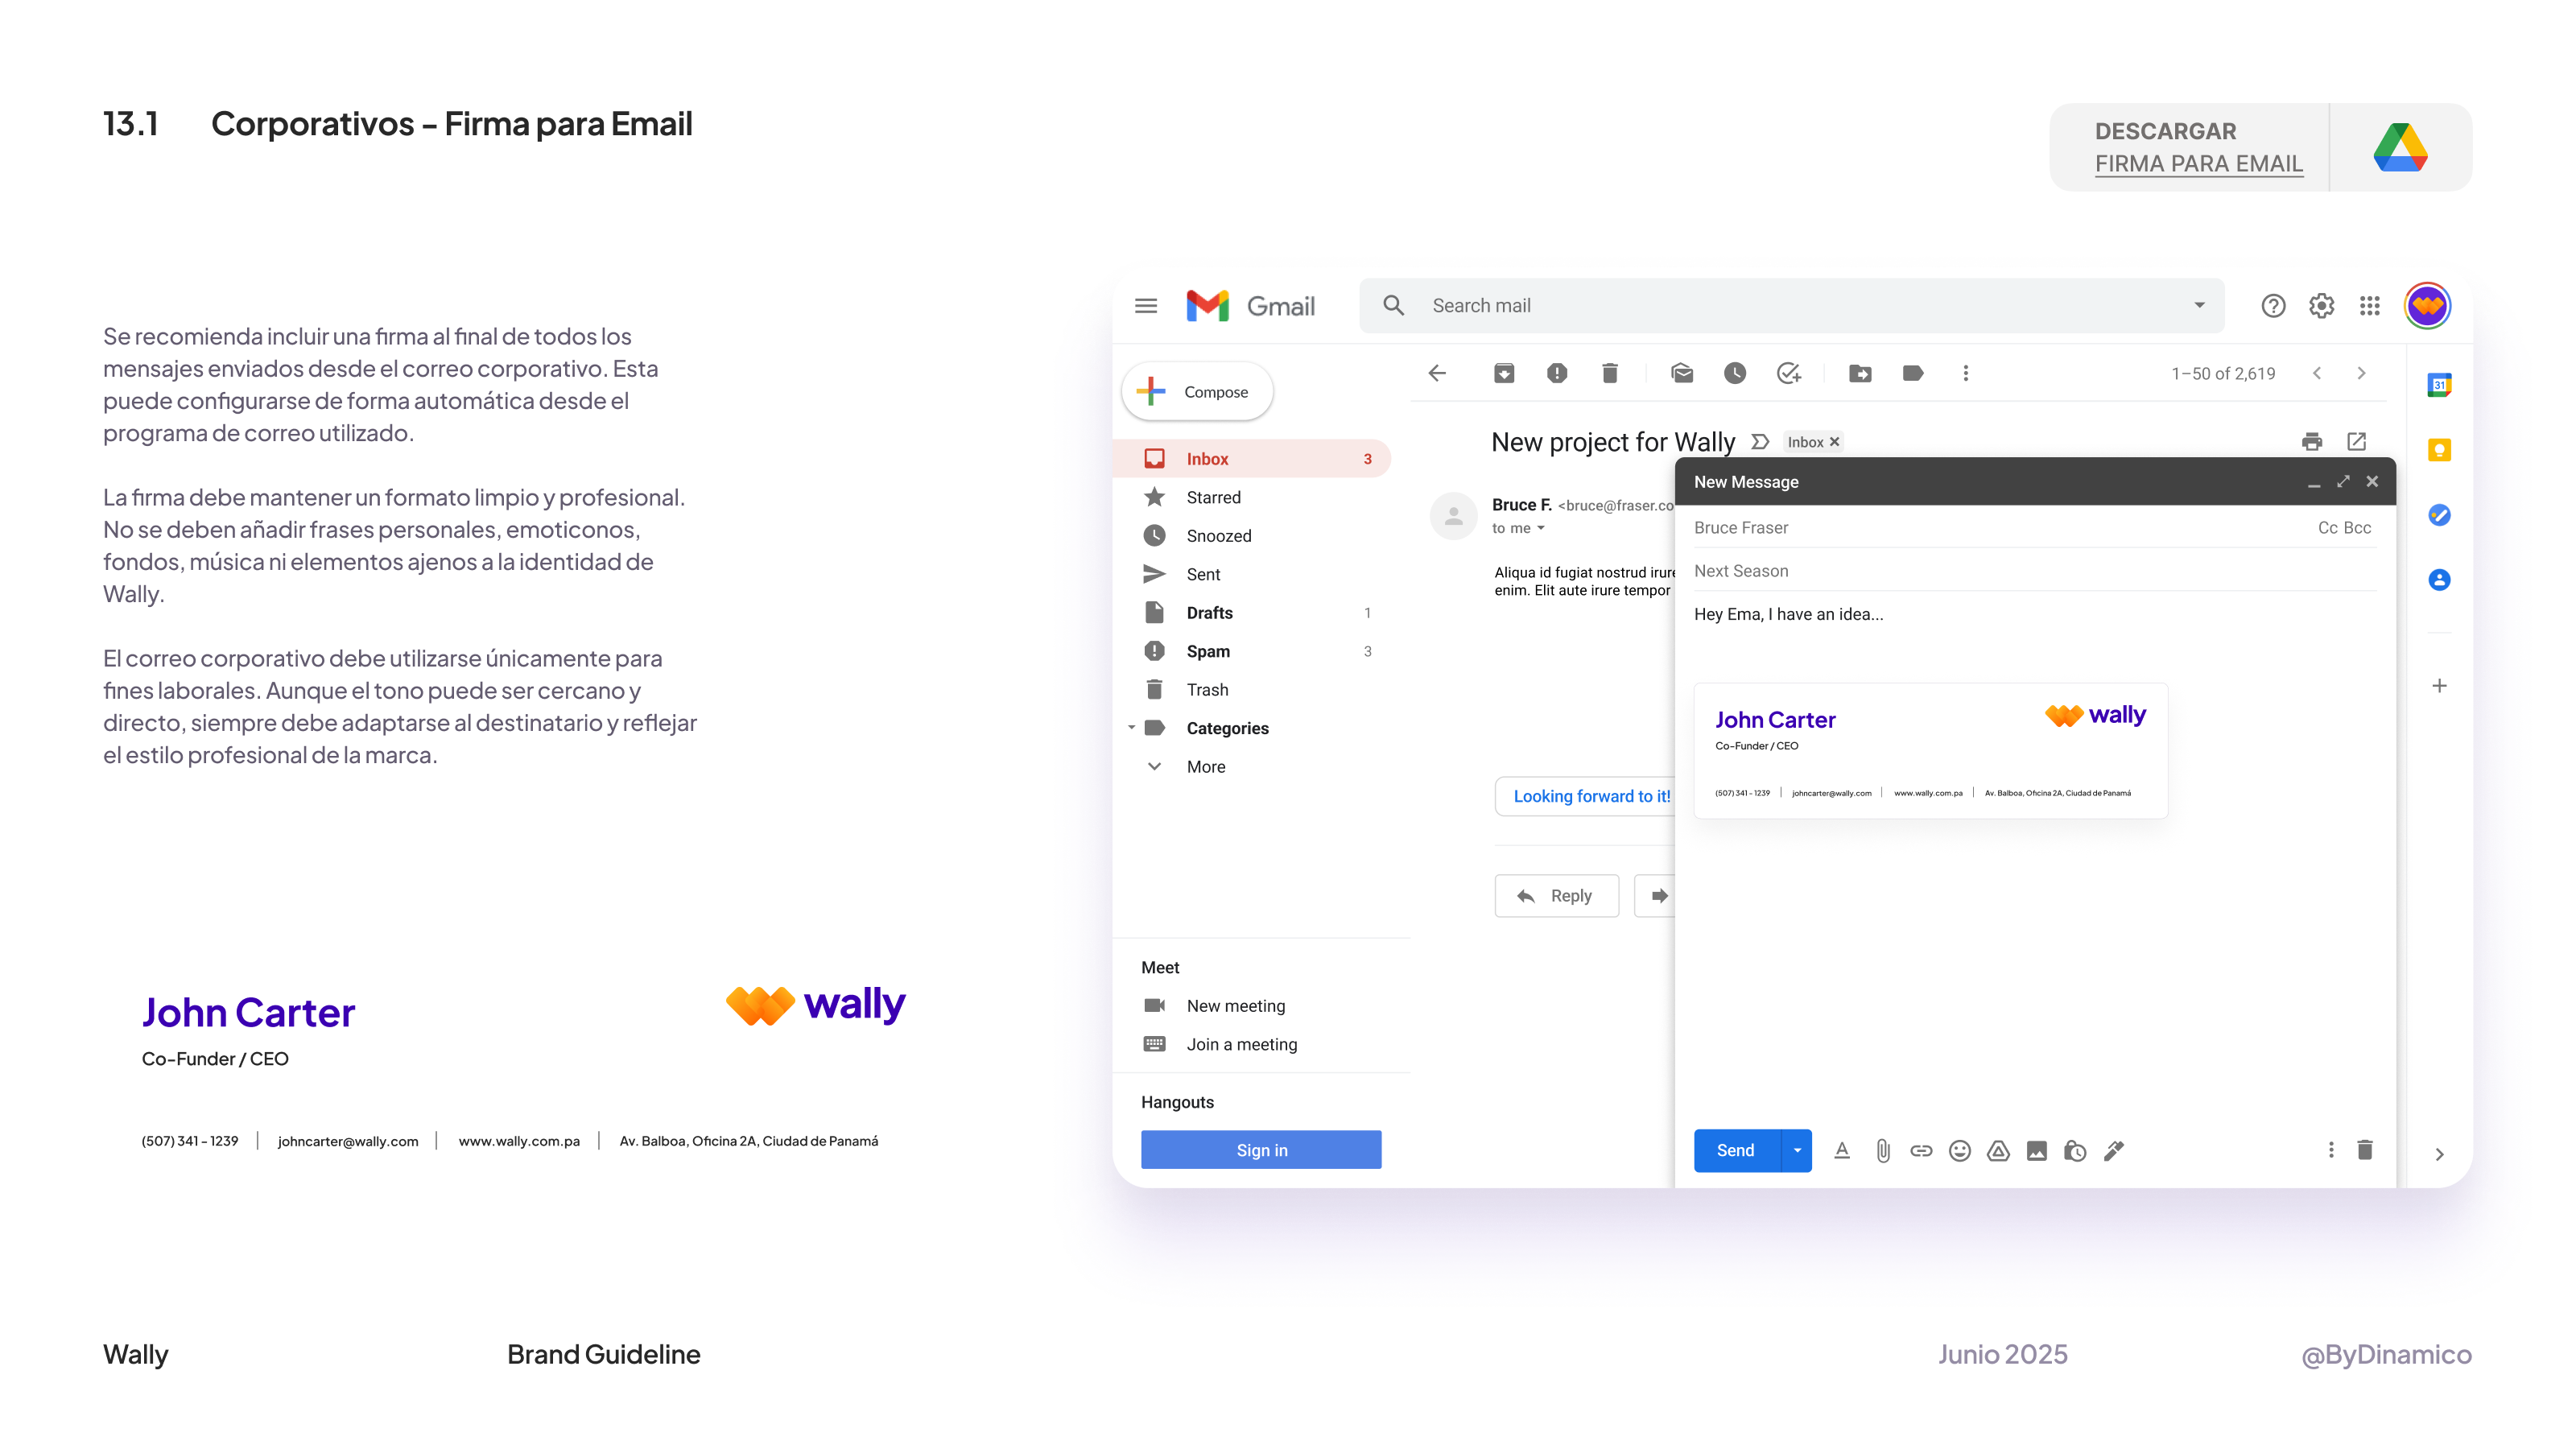 13.1 Corporativos – Firma para Email
DESCARGAR
FIRMA PARA EMAIL
Se recomienda incluir una firma al final de todos los
mensajes enviados desde el correo corporativo. Esta
puede configurarse de forma automática desde el
programa de correo utilizado.
La firma debe mantener un formato limpio y profesional.
No se deben añadir frases personales, emoticonos,
fondos, música ni elementos ajenos a la identidad de
Wally.
El correo corporativo debe utilizarse únicamente para
fines laborales. Aunque el tono puede ser cercano y
directo, siempre debe adaptarse al destinatario y reflejar
el estilo profesional de la marca.
John Carter
wally
Co-Funder / CEO
(507) 341 - 1239 | johncarter@wally.com | www.wally.com.pa | Av. Balboa, Oficina 2A, Ciudad de Panamá
Gmail
Search mail
Compose
Inbox 3
Starred
Snoozed
Sent
Drafts 1
Spam 3
Trash
Categories
More
Meet
New meeting
Join a meeting
Hangouts
Sign in
1–50 of 2,619
31
New project for Wally
Inbox
Bruce F. <bruce@fraser.co
to me
Aliqua id fugiat nostrud irure
enim. Elit aute irure tempor
Looking forward to it!
Reply
New Message
Bruce Fraser
Cc Bcc
Next Season
Hey Ema, I have an idea...
John Carter
wally
Co-Funder / CEO
(507) 341 - 1239 | johncarter@wally.com | www.wally.com.pa | Av. Balboa, Oficina 2A, Ciudad de Panamá
Send
Wally
Brand Guideline
Junio 2025
@ByDinamico